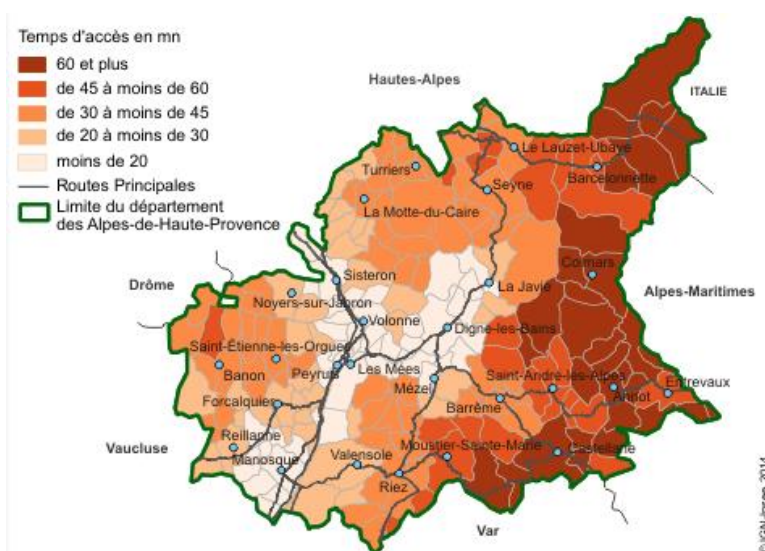 Temps d'accès en mn
60 et plus
de 45 à moins de 60
de 30 à moins de 45
de 20 à moins de 30
moins de 20
Routes Principales
Limite du département
des Alpes-de-Haute-Provence
Hautes-Alpes
ITALIE
Le Lauzet-Ubaye
Turriers
Barcelonnette
Seyne
La Motte-du-Caire
Colmars
Sisteron
Drôme
La Javie
Alpes-Maritimes
Noyers-sur-Jabron
Volonne
Digne-les-Bains
Saint-Étienne-les-Orgues
Banon
Peyruis
Les Mées
Mézel
Saint-André-les-Alpes
Entrevaux
Annot
Forcalquier
Barrême
Reillanne
Vaucluse
Moustier-Sainte-Marie
Castellane
Manosque
Valensole
Riez
Var
©IGN-Insee 2014